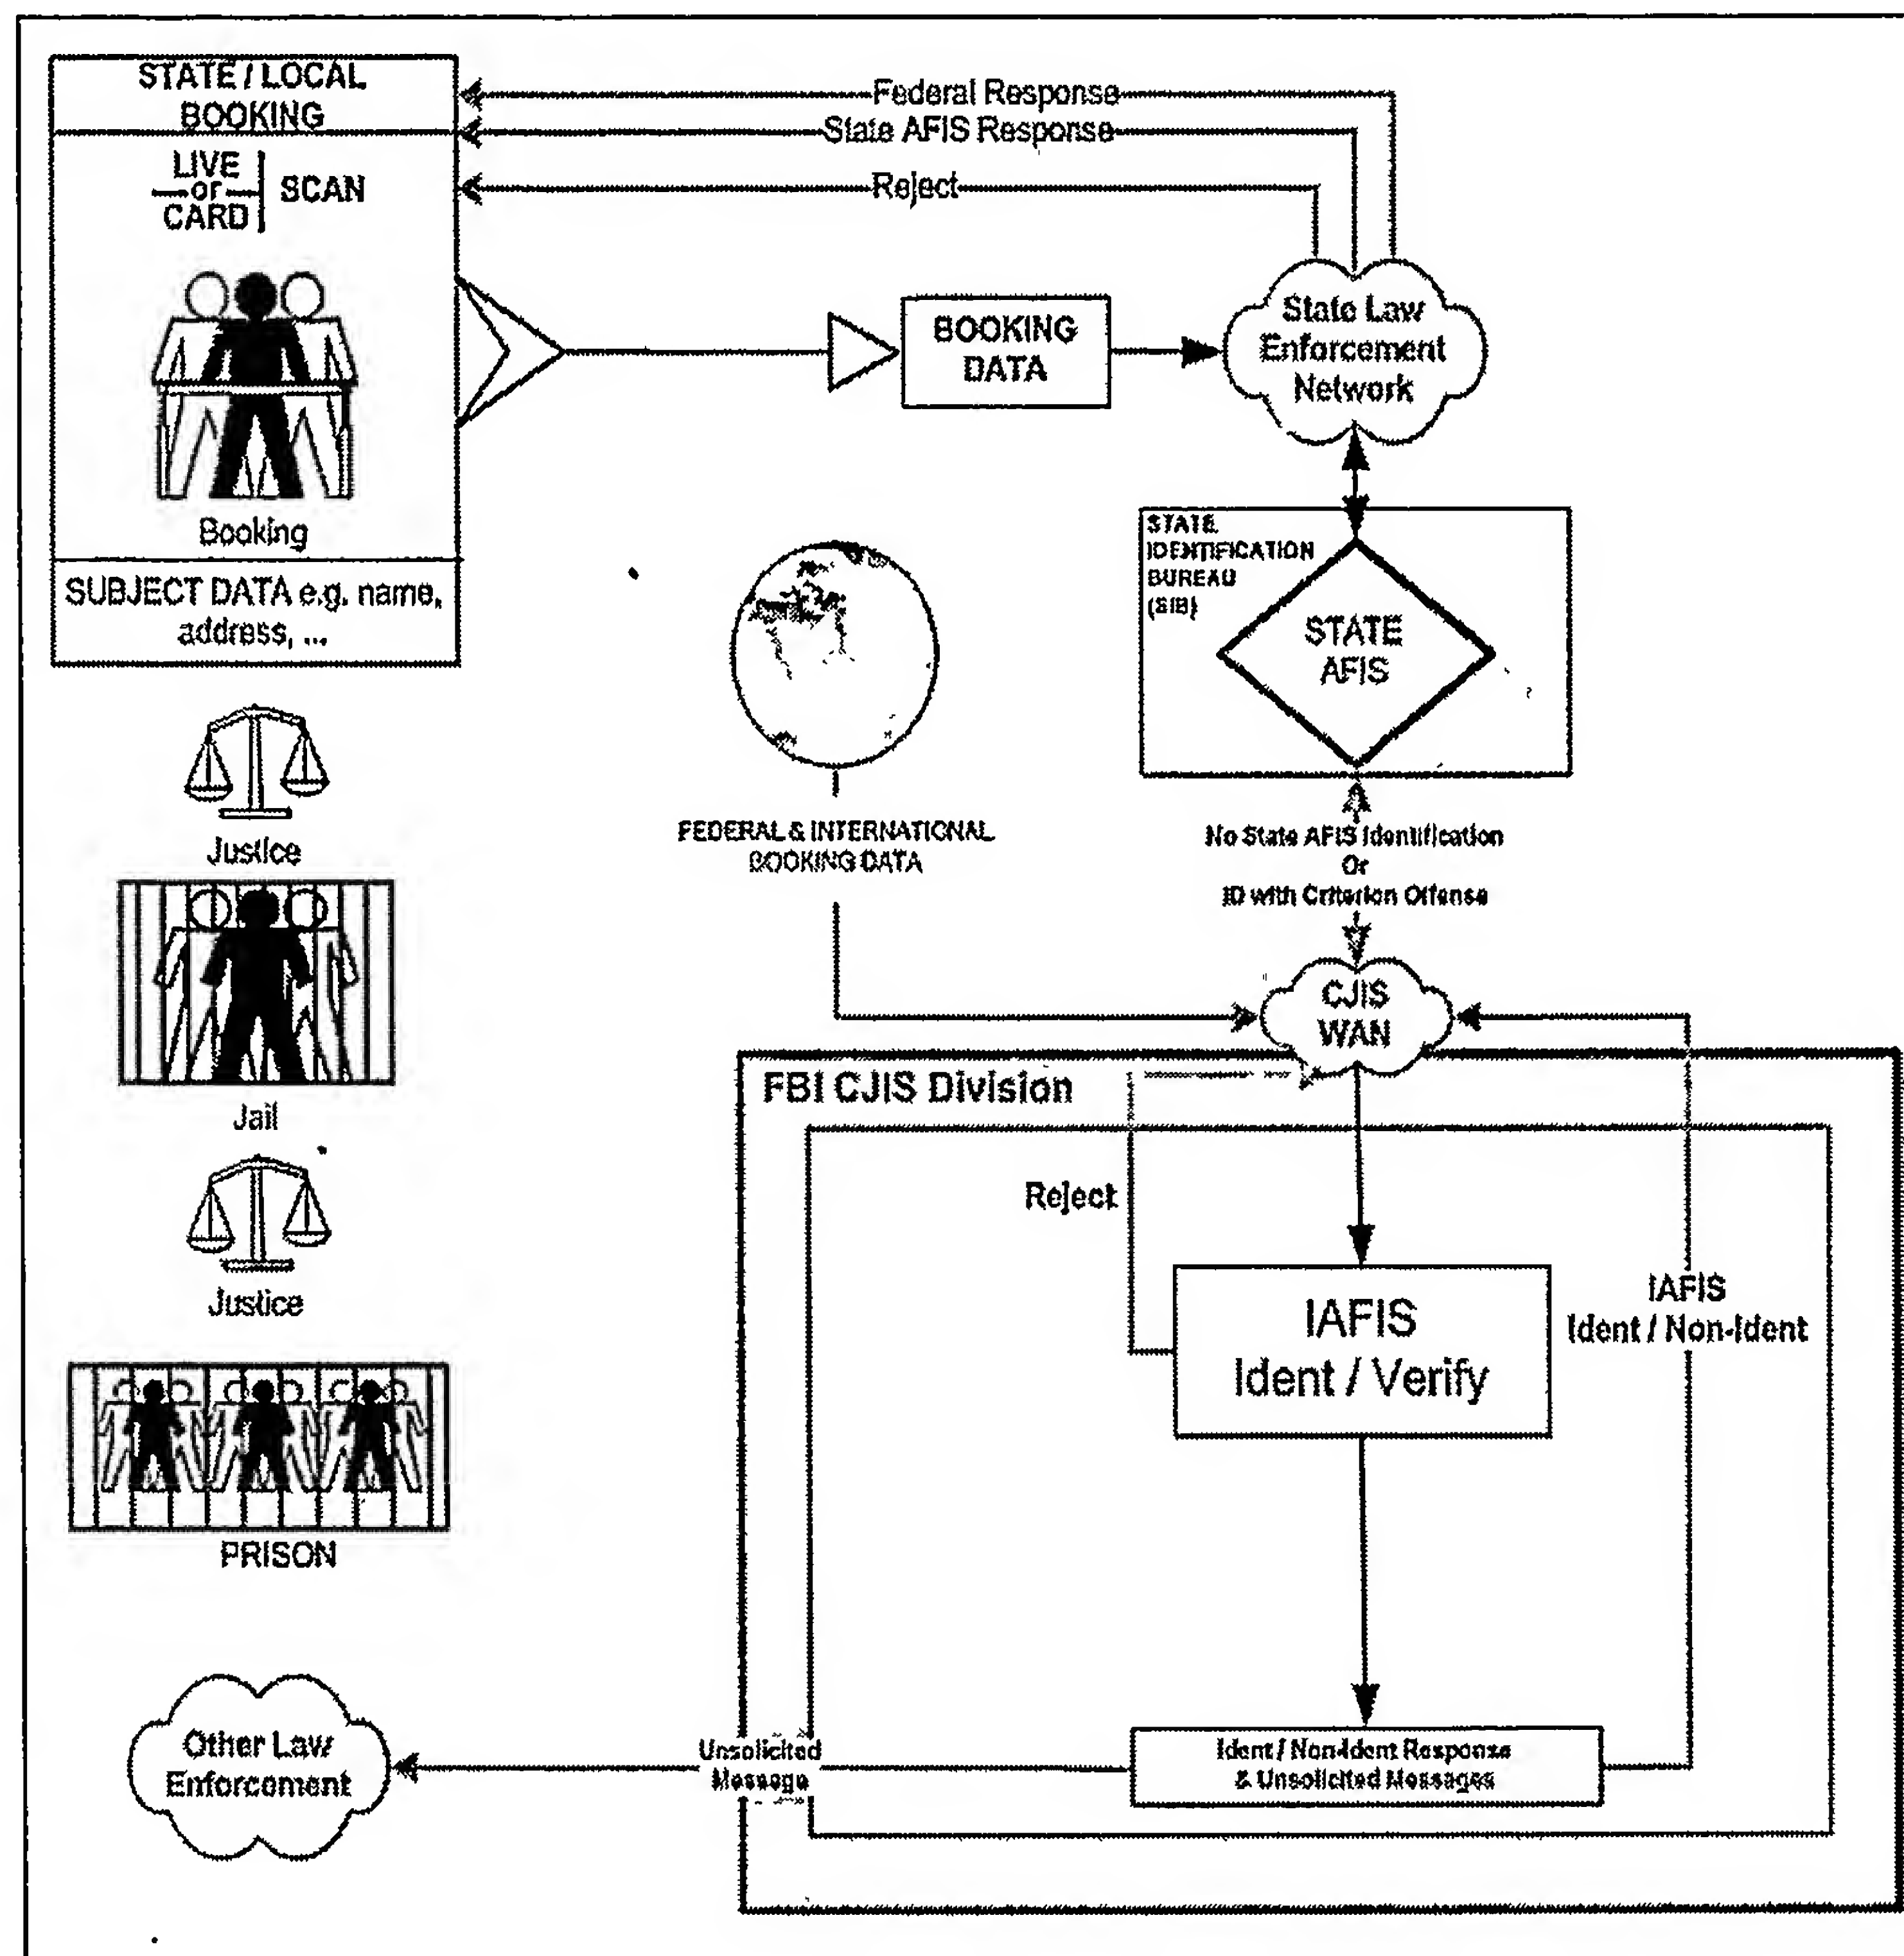 STATE / LOCAL
BOOKING
LIVE
or
CARD
SCAN
Booking
SUBJECT DATA e.g. name,
address, ...
Federal Response
State AFIS Response
Reject
BOOKING
DATA
State Law
Enforcement
Network
STATE
IDENTIFICATION
BUREAU
(SIB)
STATE
AFIS
Justice
FEDERAL & INTERNATIONAL
BOOKING DATA
No State AFIS Identification
Or
ID with Criterion Offense
Jail
CJIS
WAN
FBI CJIS Division
Reject
Justice
IAFIS
Ident / Verify
IAFIS
Ident / Non-Ident
PRISON
Other Law
Enforcement
Unsolicited
Message
Ident / Non-Ident Response
& Unsolicited Messages